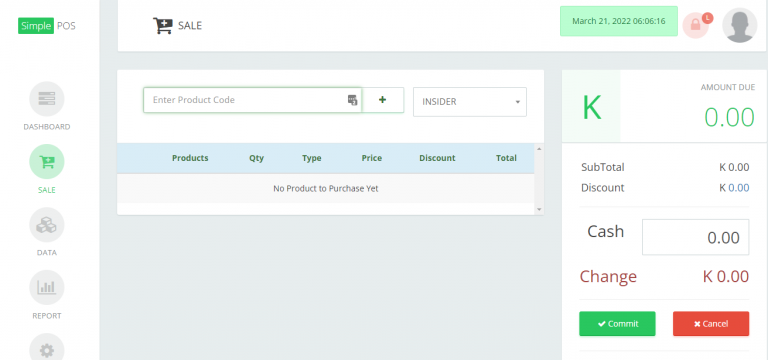 Simple POS
SALE
March 21, 2022 06:06:16
L
DASHBOARD
SALE
DATA
REPORT
Enter Product Code
INSIDER
Products Qty Type Price Discount Total
No Product to Purchase Yet
K
AMOUNT DUE
0.00
SubTotal K 0.00
Discount K 0.00
Cash 0.00
Change K 0.00
Commit Cancel